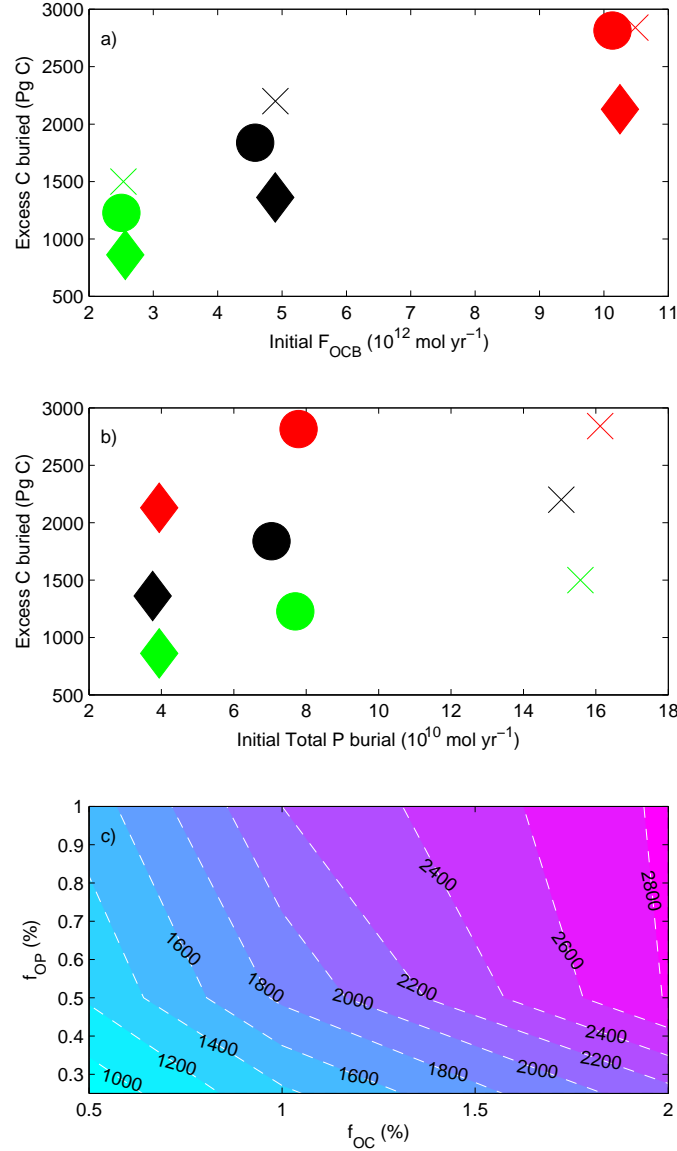 3000
a)
2500
2000
1500
1000
500
Excess C buried (Pg C)
2 3 4 5 6 7 8 9 10 11
Initial F_OCB (10^12 mol yr^−1)
3000
b)
2500
2000
1500
1000
500
Excess C buried (Pg C)
2 4 6 8 10 12 14 16 18
Initial Total P burial (10^10 mol yr^−1)
1
c)
0.9
0.8
0.7
0.6
0.5
0.4
0.3
f_OP (%)
2400
2800
1600
2600
1800
2000
2200
1400
2400
2200
1200
1000
1600
1800
2000
0.5 1 1.5 2
f_OC (%)